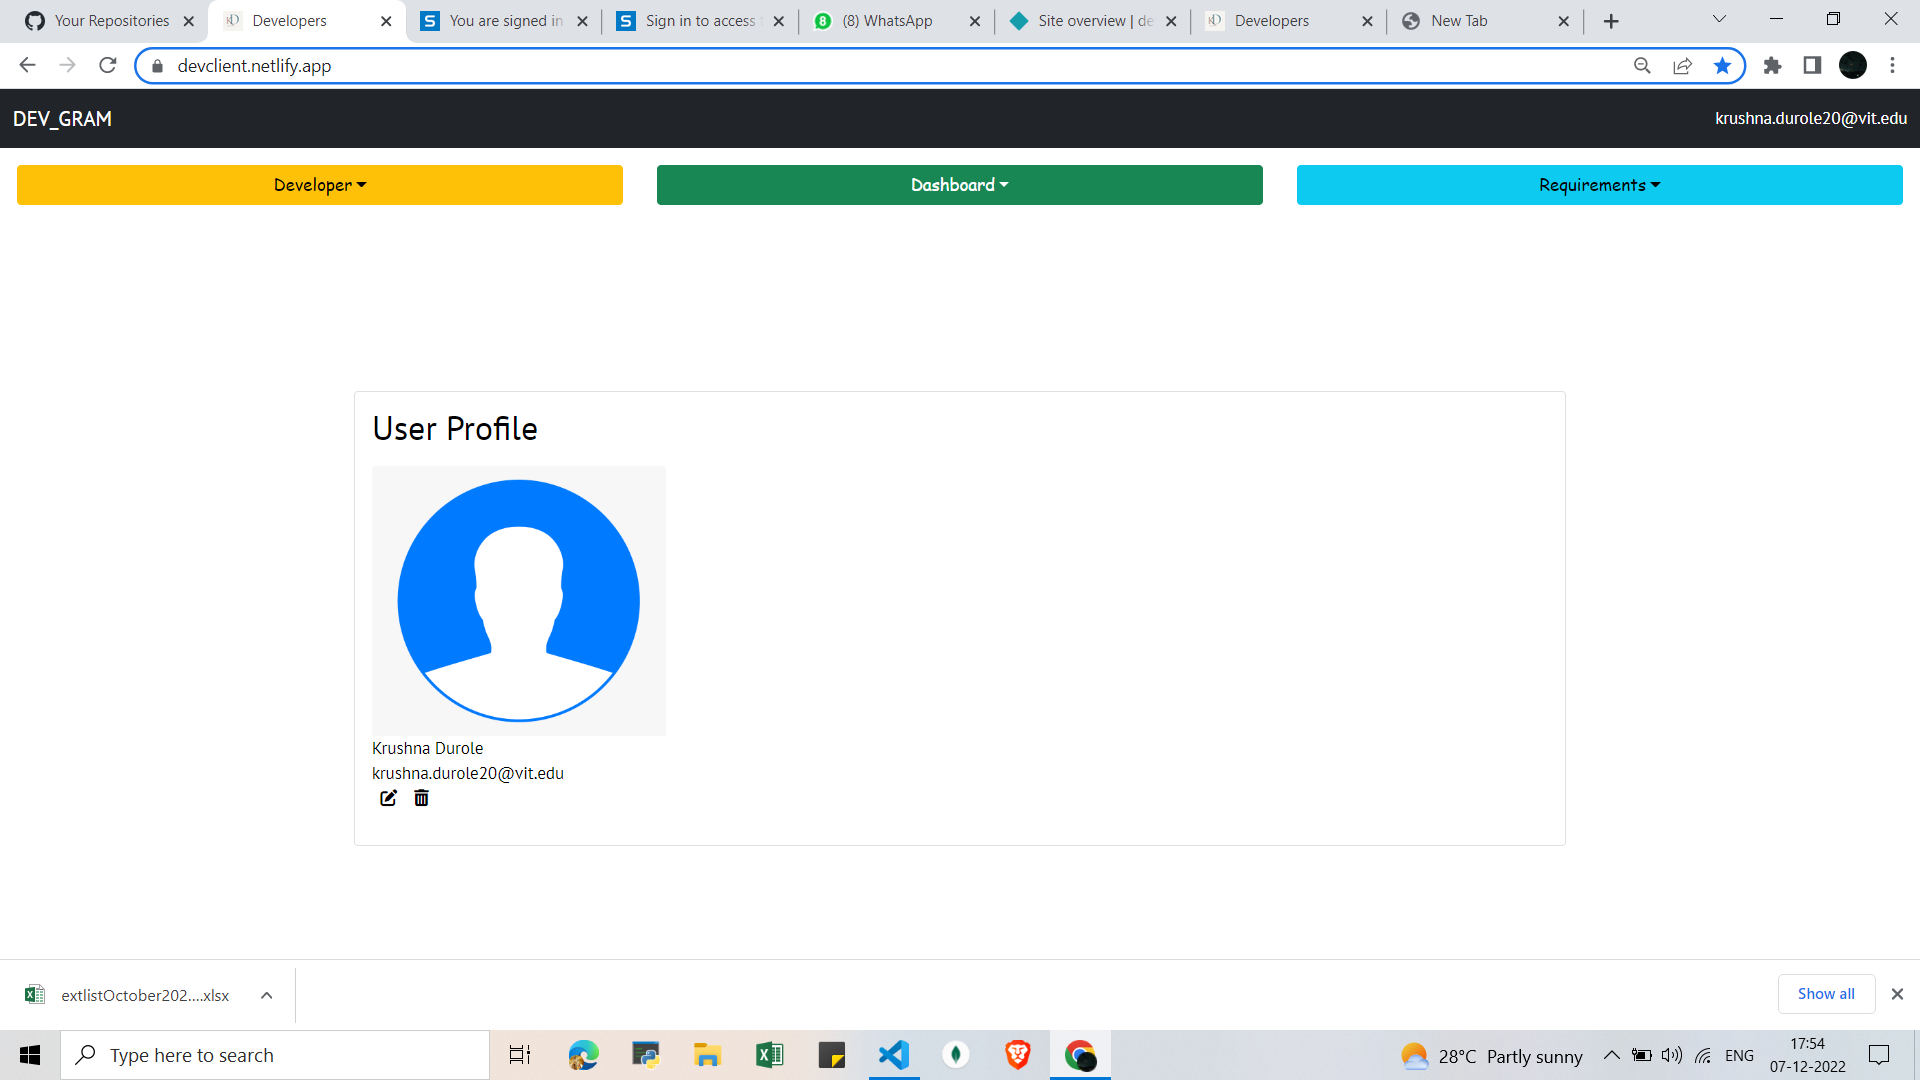 Your Repositories
Developers
You are signed in
Sign in to access
(8) WhatsApp
Site overview | de
Developers
New Tab
devclient.netlify.app
DEV_GRAM
krushna.durole20@vit.edu
Developer
Dashboard
Requirements
User Profile
Krushna Durole
krushna.durole20@vit.edu
extlistOctober202....xlsx
Show all
Type here to search
28°C Partly sunny
ENG
17:54
07-12-2022